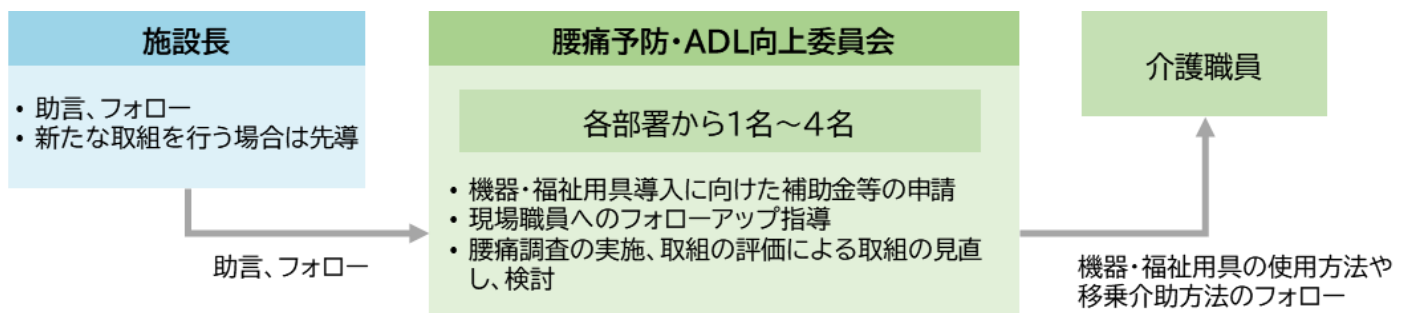 施設長
・助言、フォロー
・新たな取組を行う場合は先導
助言、フォロー
腰痛予防・ADL向上委員会
各部署から1名～4名
・機器・福祉用具導入に向けた補助金等の申請
・現場職員へのフォローアップ指導
・腰痛調査の実施、取組の評価による取組の見直
し、検討
介護職員
機器・福祉用具の使用方法や
移乗介助方法のフォロー